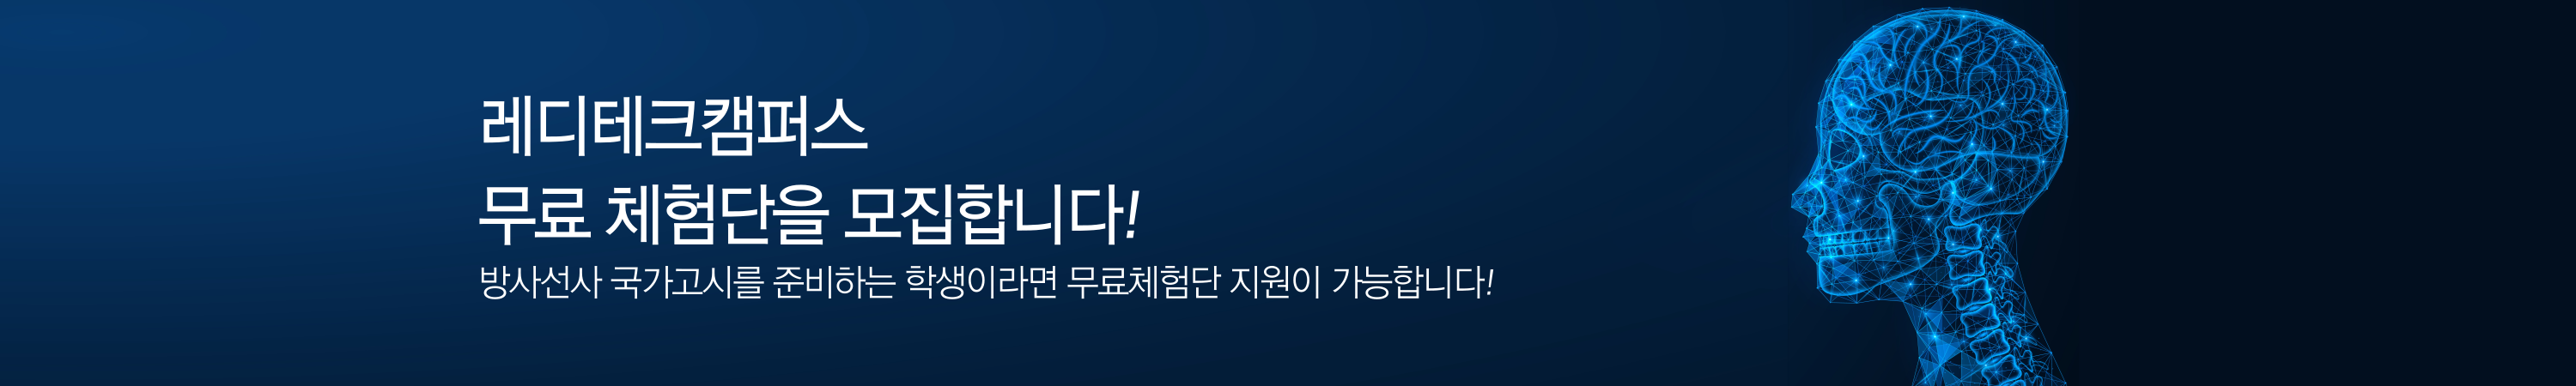 레디테크캠퍼스
무료 체험단을 모집합니다!
방사선사 국가고시를 준비하는 학생이라면 무료체험단 지원이 가능합니다!